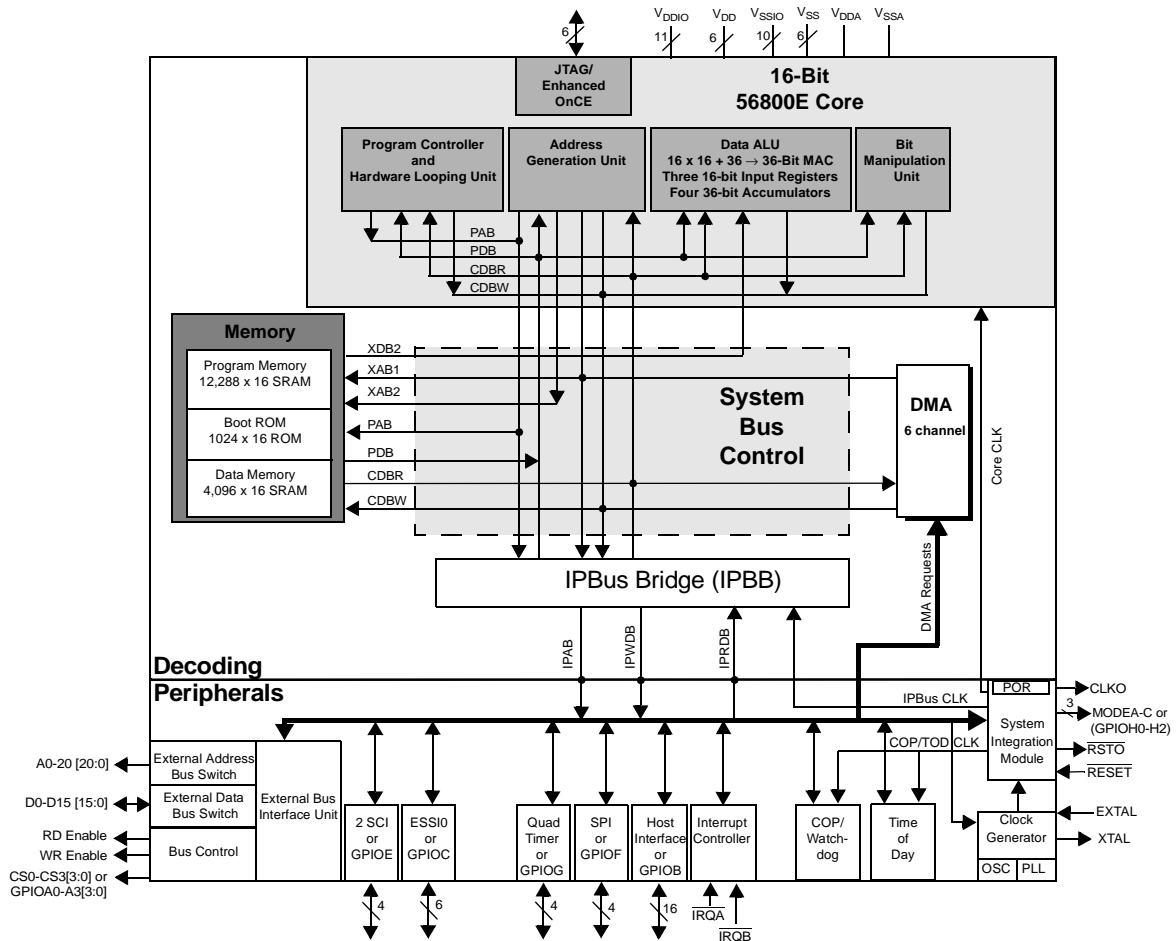 6
V_DDIO
11
V_DD
6
V_SSIO
10
V_SS
6
V_DDA
V_SSA
JTAG/
Enhanced
OnCE
16-Bit
56800E Core
Program Controller
and
Hardware Looping Unit
Address
Generation Unit
Data ALU
16 x 16 + 36 → 36-Bit MAC
Three 16-bit Input Registers
Four 36-bit Accumulators
Bit
Manipulation
Unit
PAB
PDB
CDBR
CDBW
Memory
Program Memory
12,288 x 16 SRAM
Boot ROM
1024 x 16 ROM
Data Memory
4,096 x 16 SRAM
XDB2
XAB1
XAB2
PAB
PDB
CDBR
CDBW
System
Bus
Control
DMA
6 channel
Core CLK
DMA Requests
IPBus Bridge (IPBB)
IPAB
IPWDB
IPRDB
Decoding
Peripherals
IPBus CLK
POR
CLKO
3
MODEA-C or
(GPIOH0-H2)
System
Integration
Module
COP/TOD CLK
RSTO
RESET
A0-20 [20:0]
External Address
Bus Switch
D0-D15 [15:0]
External Data
Bus Switch
External Bus
Interface Unit
RD Enable
WR Enable
Bus Control
CS0-CS3[3:0] or
GPIOA0-A3[3:0]
2 SCI
or
GPIOE
ESSI0
or
GPIOC
Quad
Timer
or
GPIOG
SPI
or
GPIOF
Host
Interface
or
GPIOB
Interrupt
Controller
COP/
Watch-
dog
Time
of
Day
Clock
Generator
EXTAL
XTAL
OSC
PLL
4
6
4
4
16
IRQA
IRQB